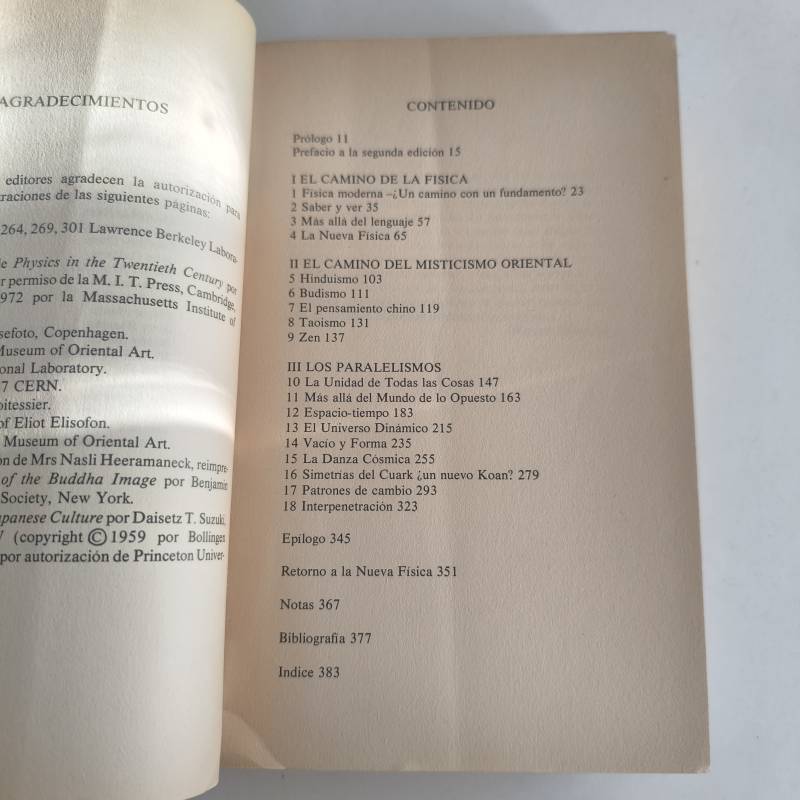 AGRADECIMIENTOS
editores agradecen la autorización para
raciones de las siguientes páginas:
264, 269, 301 Lawrence Berkeley Labora-
Physics in the Twentieth Century por
permiso de la M. I. T. Press, Cambridge,
1972 por la Massachusetts Institute of
sefoto, Copenhagen.
Museum of Oriental Art.
onal Laboratory.
7 CERN.
oitessier.
of Eliot Elisofon.
Museum of Oriental Art.
ón de Mrs Nasli Heeramaneck, reimpre-
of the Buddha Image por Benjamin
Society, New York.
apanese Culture por Daisetz T. Suzuki,
(copyright © 1959 por Bollingen
por autorización de Princeton Univer-
CONTENIDO
Prólogo 11
Prefacio a la segunda edición 15
I EL CAMINO DE LA FISICA
1 Física moderna -¿Un camino con un fundamento? 23
2 Saber y ver 35
3 Más allá del lenguaje 57
4 La Nueva Física 65
II EL CAMINO DEL MISTICISMO ORIENTAL
5 Hinduismo 103
6 Budismo 111
7 El pensamiento chino 119
8 Taoismo 131
9 Zen 137
III LOS PARALELISMOS
10 La Unidad de Todas las Cosas 147
11 Más allá del Mundo de lo Opuesto 163
12 Espacio-tiempo 183
13 El Universo Dinámico 215
14 Vacío y Forma 235
15 La Danza Cósmica 255
16 Simetrías del Cuark ¿un nuevo Koan? 279
17 Patrones de cambio 293
18 Interpenetración 323
Epílogo 345
Retorno a la Nueva Física 351
Notas 367
Bibliografía 377
Indice 383